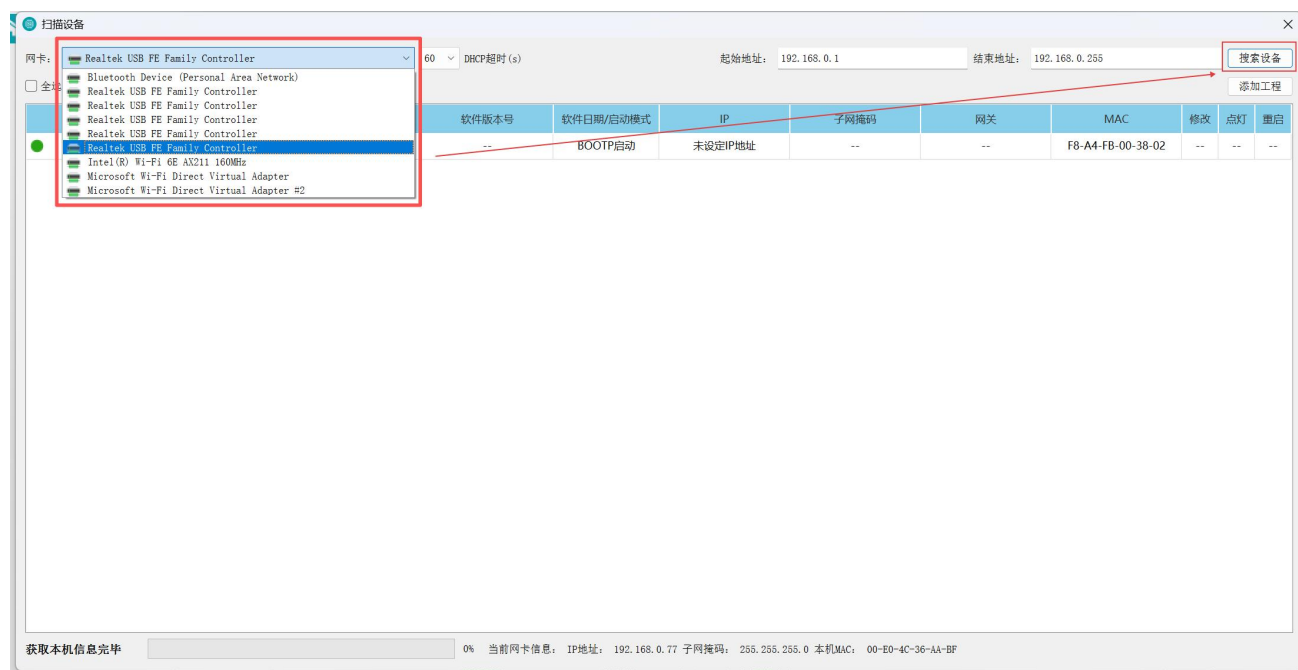 扫描设备
网卡： Realtek USB FE Family Controller 60 DHCP超时(s) 起始地址： 192.168.0.1 结束地址： 192.168.0.255 搜索设备
Bluetooth Device (Personal Area Network)
全 添加工程
Realtek USB FE Family Controller
Realtek USB FE Family Controller
Realtek USB FE Family Controller
Realtek USB FE Family Controller
Realtek USB FE Family Controller
Intel(R) Wi-Fi 6E AX211 160MHz
Microsoft Wi-Fi Direct Virtual Adapter
Microsoft Wi-Fi Direct Virtual Adapter #2
软件版本号 软件日期/启动模式 IP 子网掩码 网关 MAC 修改 点灯 重启
-- BOOTP启动 未设定IP地址 -- -- F8-A4-FB-00-38-02 -- -- --
获取本机信息完毕 0% 当前网卡信息： IP地址： 192.168.0.77 子网掩码： 255.255.255.0 本机MAC： 00-E0-4C-36-AA-BF